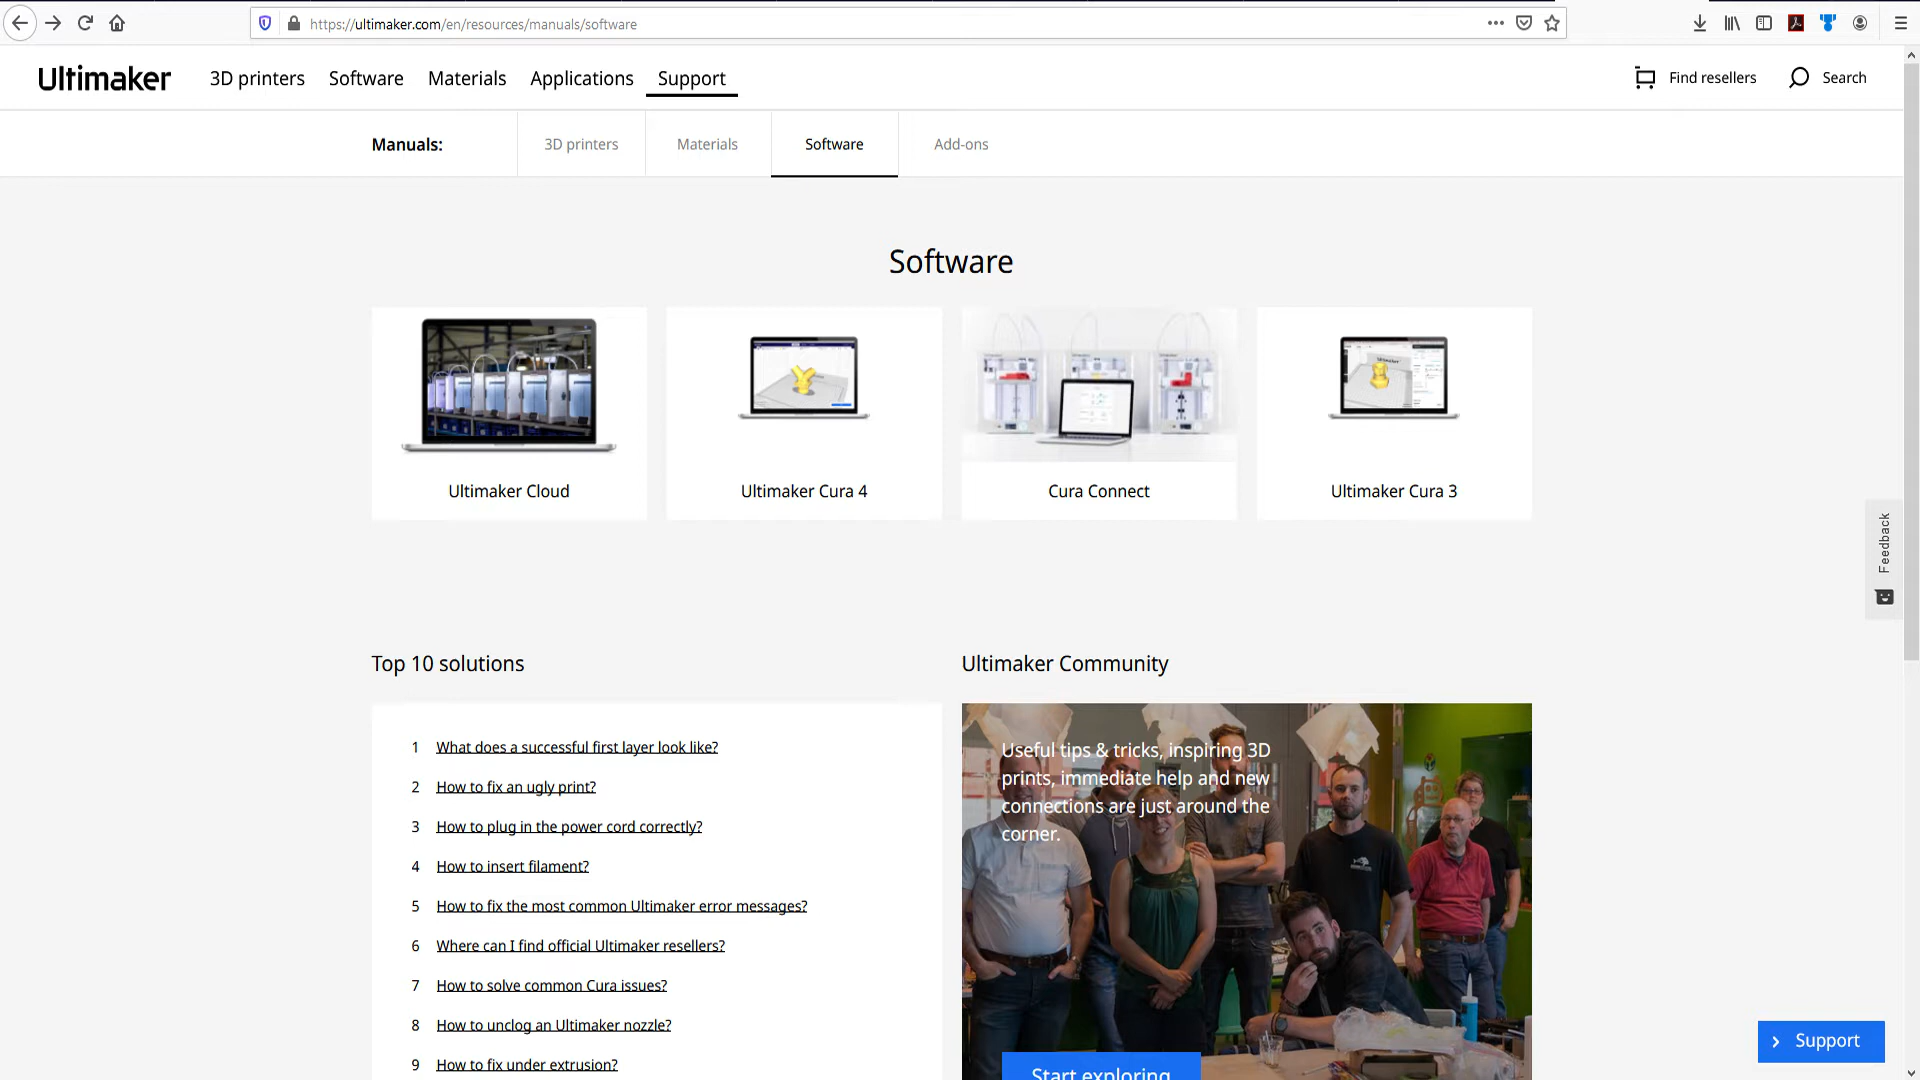 https://ultimaker.com/en/resources/manuals/software
Ultimaker
3D printers
Software
Materials
Applications
Support
Find resellers
Search
Manuals:
3D printers
Materials
Software
Add-ons
Software
Ultimaker Cloud
Ultimaker Cura 4
Cura Connect
Ultimaker Cura 3
Feedback
Top 10 solutions
1 What does a successful first layer look like?
2 How to fix an ugly print?
3 How to plug in the power cord correctly?
4 How to insert filament?
5 How to fix the most common Ultimaker error messages?
6 Where can I find official Ultimaker resellers?
7 How to solve common Cura issues?
8 How to unclog an Ultimaker nozzle?
9 How to fix under extrusion?
Ultimaker Community
Useful tips & tricks, inspiring 3D
prints, immediate help and new
connections are just around the
corner.
Start exploring
Support